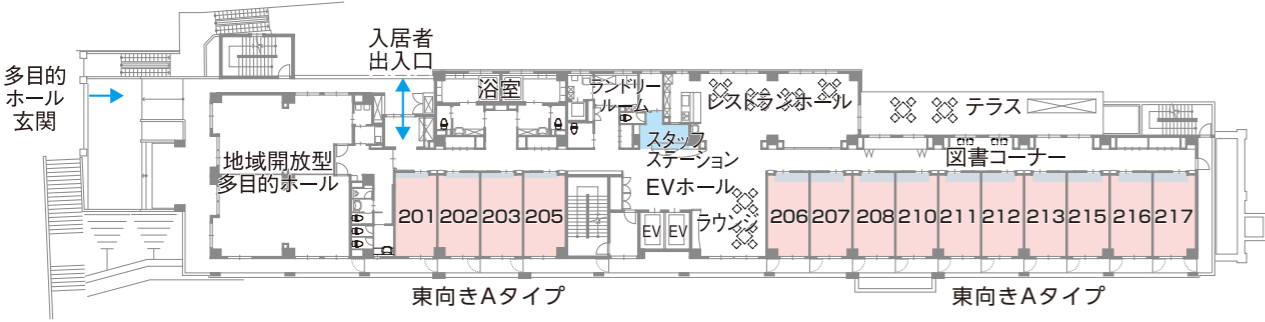 多目的
ホール
玄関
入居者
出入口
地域開放型
多目的ホール
浴室
ランドリー
ルーム
スタッフ
ステーション
EVホール
EV
EV
ラウンジ
レストランホール
テラス
図書コーナー
201
202
203
205
206
207
208
210
211
212
213
215
216
217
東向きAタイプ
東向きAタイプ